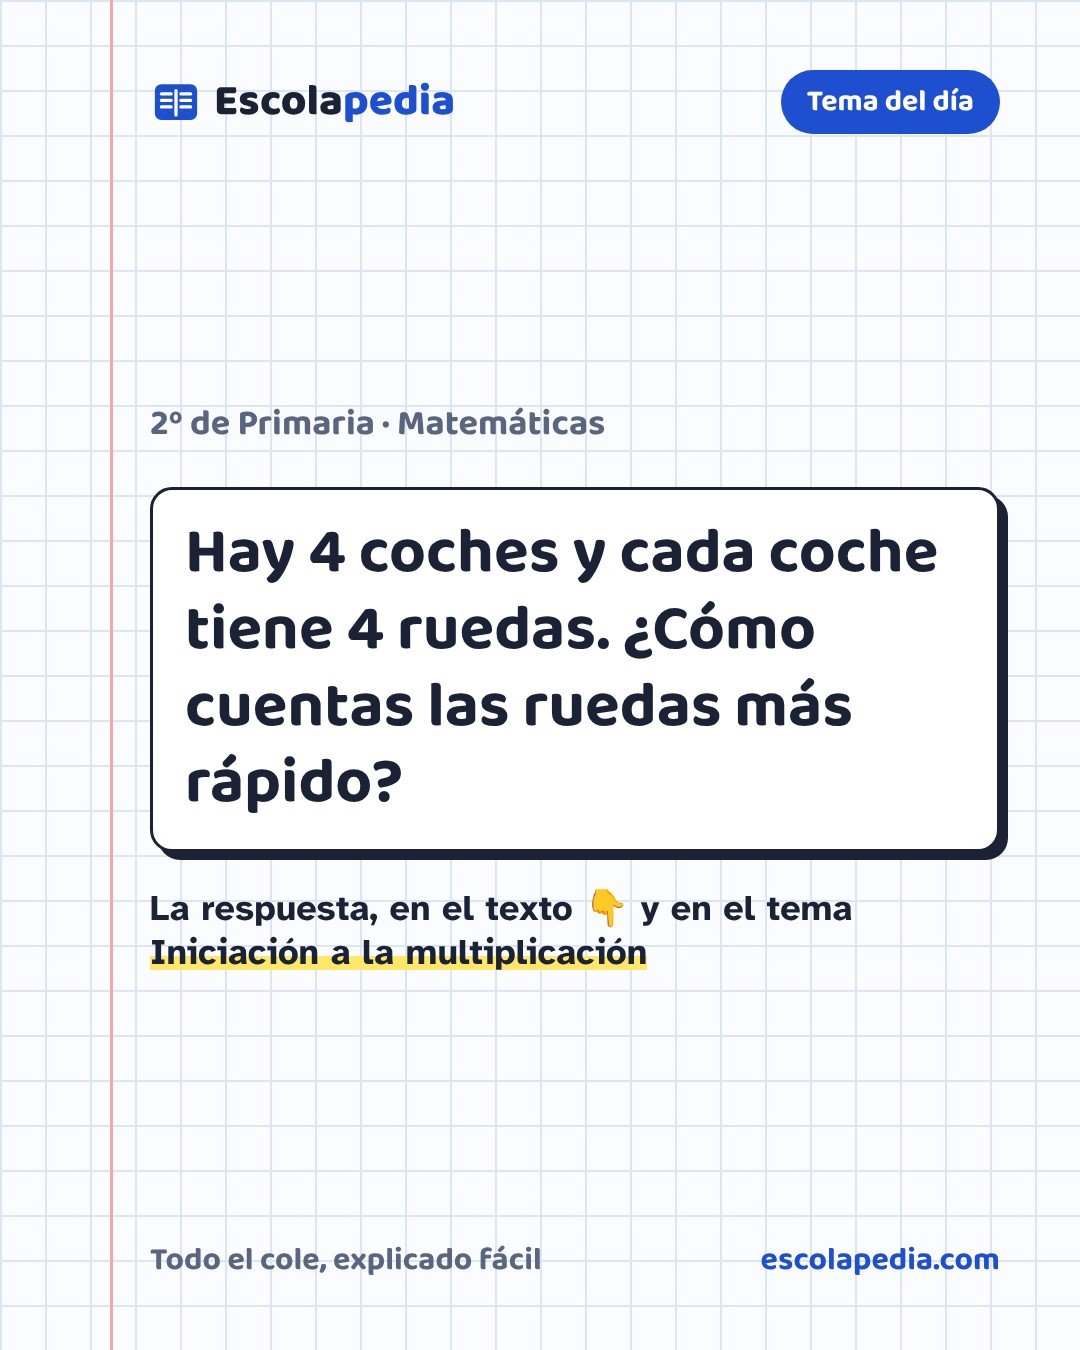 Escolapedia
Tema del día
2º de Primaria · Matemáticas
Hay 4 coches y cada coche
tiene 4 ruedas. ¿Cómo
cuentas las ruedas más
rápido?
La respuesta, en el texto 👇 y en el tema
Iniciación a la multiplicación
Todo el cole, explicado fácil
escolapedia.com